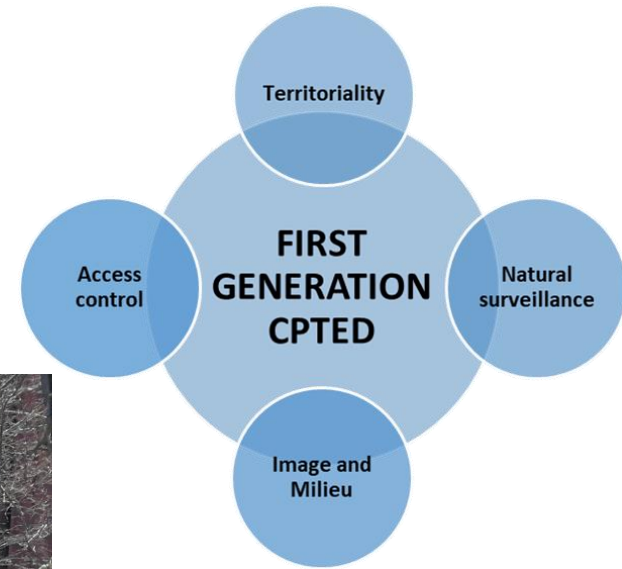 Territoriality
FIRST
GENERATION
CPTED
Access
control
Natural
surveillance
Image and
Milieu